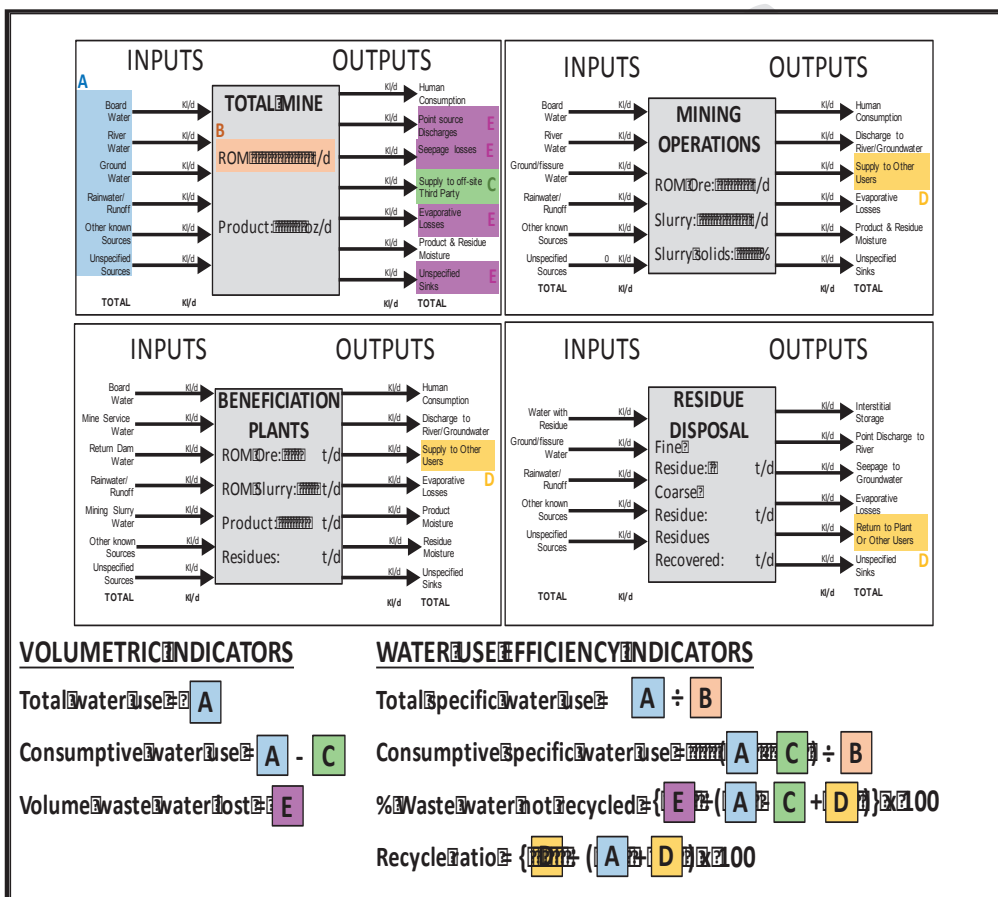 INPUTS OUTPUTS
A
Board
Water
River
Water
Ground
Water
Rainwater/
Runoff
Other known
Sources
Unspecified
Sources
TOTAL
Kl/d
Kl/d
Kl/d
Kl/d
Kl/d
Kl/d
Kl/d
TOTAL MINE
B
ROM t/d
Product: oz/d
Kl/d
Kl/d
Kl/d
Kl/d
Kl/d
Kl/d
Kl/d
Kl/d
Human
Consumption
Point source
Discharges E
Seepage losses E
Supply to off-site
Third Party C
Evaporative
Losses E
Product & Residue
Moisture
Unspecified
Sinks E
TOTAL
INPUTS OUTPUTS
Board
Water
River
Water
Ground/fissure
Water
Rainwater/
Runoff
Other known
Sources
Unspecified
Sources
TOTAL
Kl/d
Kl/d
Kl/d
Kl/d
Kl/d
0 Kl/d
Kl/d
MINING
OPERATIONS
ROM Ore: t/d
Slurry: t/d
Slurry solids: %
Kl/d
Kl/d
Kl/d
Kl/d
Kl/d
Kl/d
Kl/d
Human
Consumption
Discharge to
River/Groundwater
Supply to Other
Users
Evaporative D
Losses
Product & Residue
Moisture
Unspecified
Sinks
TOTAL
INPUTS OUTPUTS
Board
Water
Mine Service
Water
Return Dam
Water
Rainwater/
Runoff
Mining Slurry
Water
Other known
Sources
Unspecified
Sources
TOTAL
Kl/d
Kl/d
Kl/d
Kl/d
Kl/d
Kl/d
Kl/d
Kl/d
BENEFICIATION
PLANTS
ROM Ore: t/d
ROM Slurry: t/d
Product: t/d
Residues: t/d
Kl/d
Kl/d
Kl/d
Kl/d
Kl/d
Kl/d
Kl/d
Kl/d
Human
Consumption
Discharge to
River/Groundwater
Supply to Other
Users
Evaporative D
Losses
Product
Moisture
Residue
Moisture
Unspecified
Sinks
TOTAL
INPUTS OUTPUTS
Water with
Residue
Ground/fissure
Water
Rainwater/
Runoff
Other known
Sources
Unspecified
Sources
TOTAL
Kl/d
Kl/d
Kl/d
Kl/d
Kl/d
Kl/d
RESIDUE
DISPOSAL
Fine
Residue: t/d
Coarse
Residue: t/d
Residues
Recovered: t/d
Kl/d
Kl/d
Kl/d
Kl/d
Kl/d
Kl/d
Kl/d
Interstitial
Storage
Point Discharge to
River
Seepage to
Groundwater
Evaporative
Losses
Return to Plant
Or Other Users
Unspecified D
Sinks
TOTAL
VOLUMETRIC INDICATORS
Total water use = A
Consumptive water use = A - C
Volume waste water lost = E
WATER USE EFFICIENCY INDICATORS
Total specific water use = A ÷ B
Consumptive specific water use = ( A C ) ÷ B
% Waste water not recycled = { E ÷ ( A - C + D )} x 100
Recycle ratio = { D ÷ ( A + D ) x 100